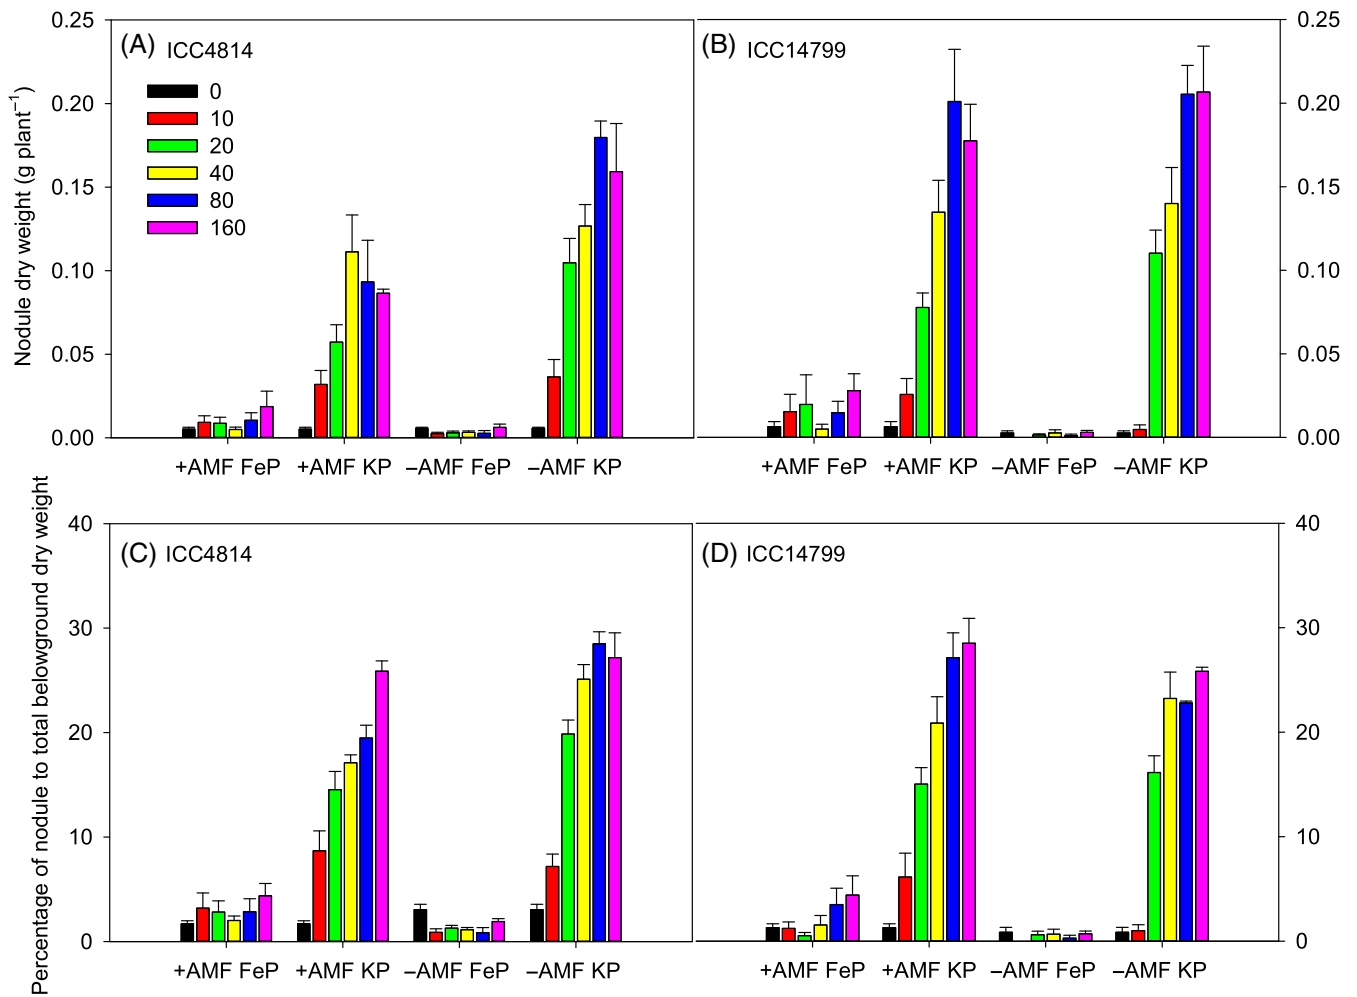 0.25
0.20
0.15
0.10
0.05
0.00
Nodule dry weight (g plant⁻¹)
(A) ICC4814
0
10
20
40
80
160
+AMF FeP +AMF KP –AMF FeP –AMF KP
(B) ICC14799
0.25
0.20
0.15
0.10
0.05
0.00
+AMF FeP +AMF KP –AMF FeP –AMF KP
Percentage of nodule to total belowground dry weight
40
30
20
10
0
(C) ICC4814
+AMF FeP +AMF KP –AMF FeP –AMF KP
(D) ICC14799
40
30
20
10
0
+AMF FeP +AMF KP –AMF FeP –AMF KP